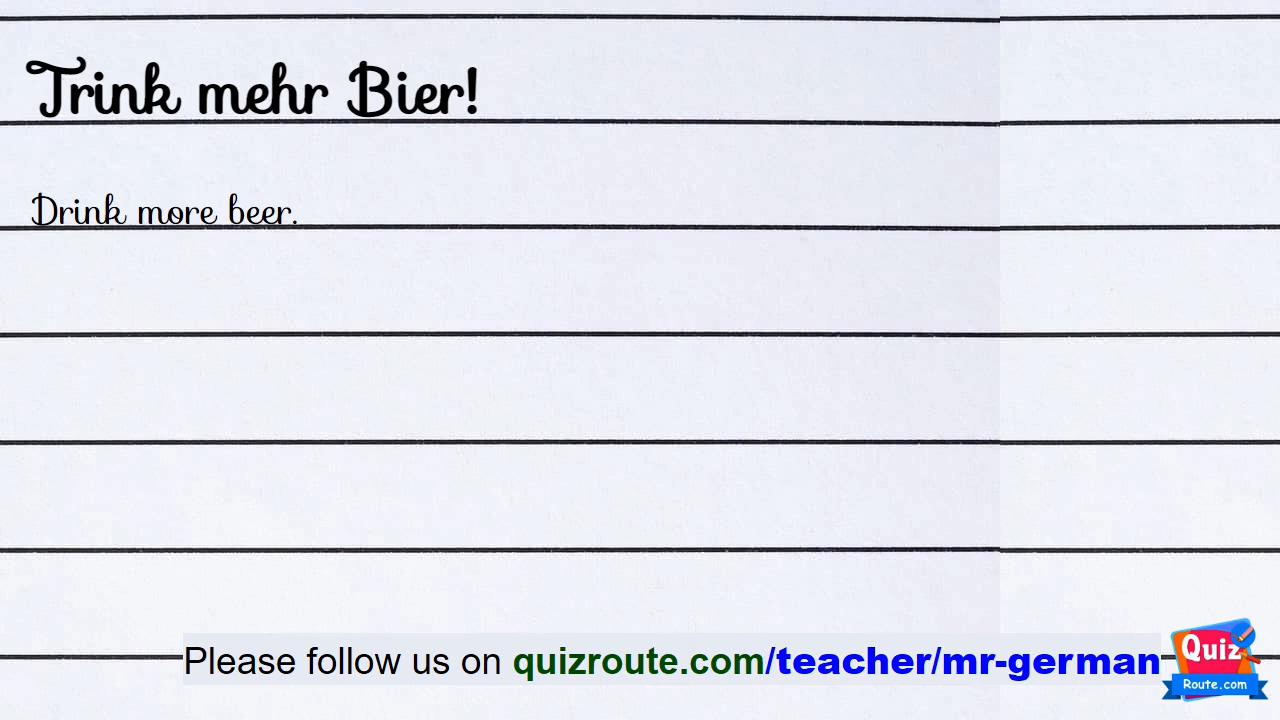 Trink mehr Bier!
Drink more beer.
Please follow us on quizroute.com/teacher/mr-german
Quiz
Route.com